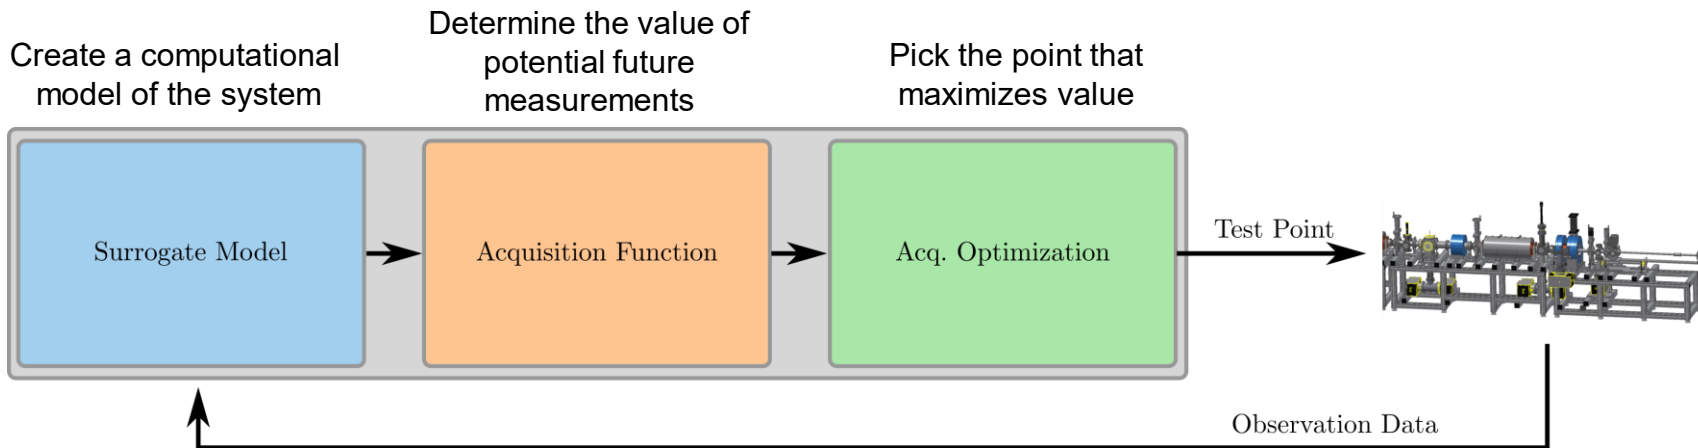 Create a computational
model of the system
Determine the value of
potential future
measurements
Pick the point that
maximizes value
Surrogate Model
Acquisition Function
Acq. Optimization
Test Point
Observation Data